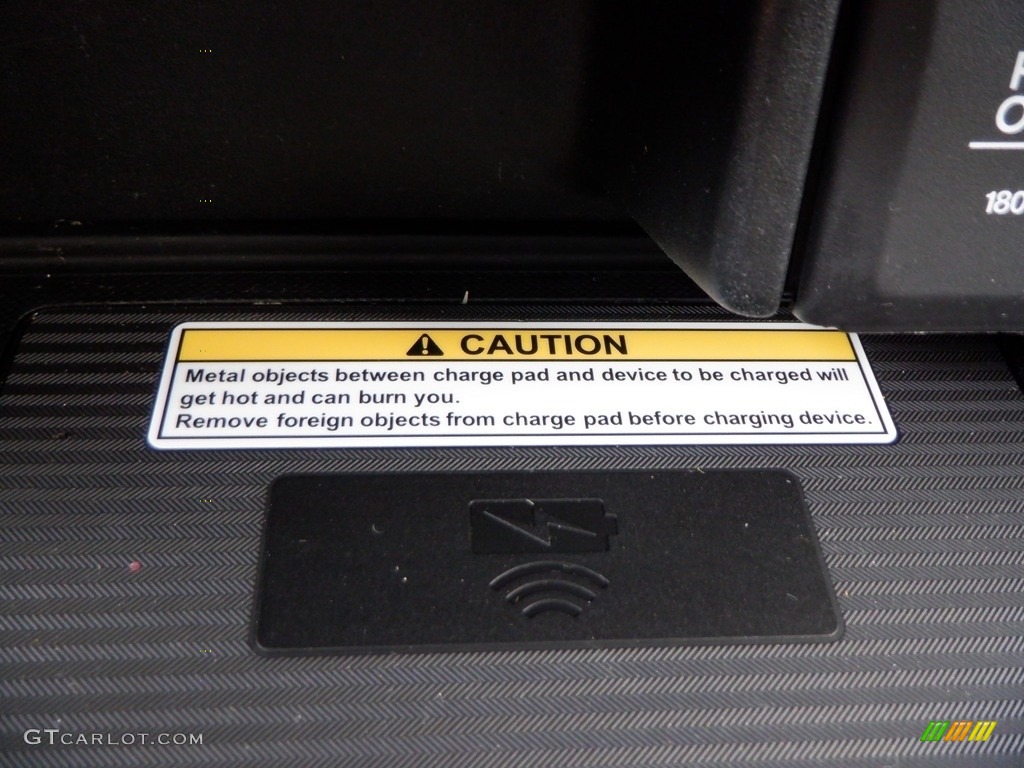 180
CAUTION
Metal objects between charge pad and device to be charged will
get hot and can burn you.
Remove foreign objects from charge pad before charging device.
GTCARLOT.COM